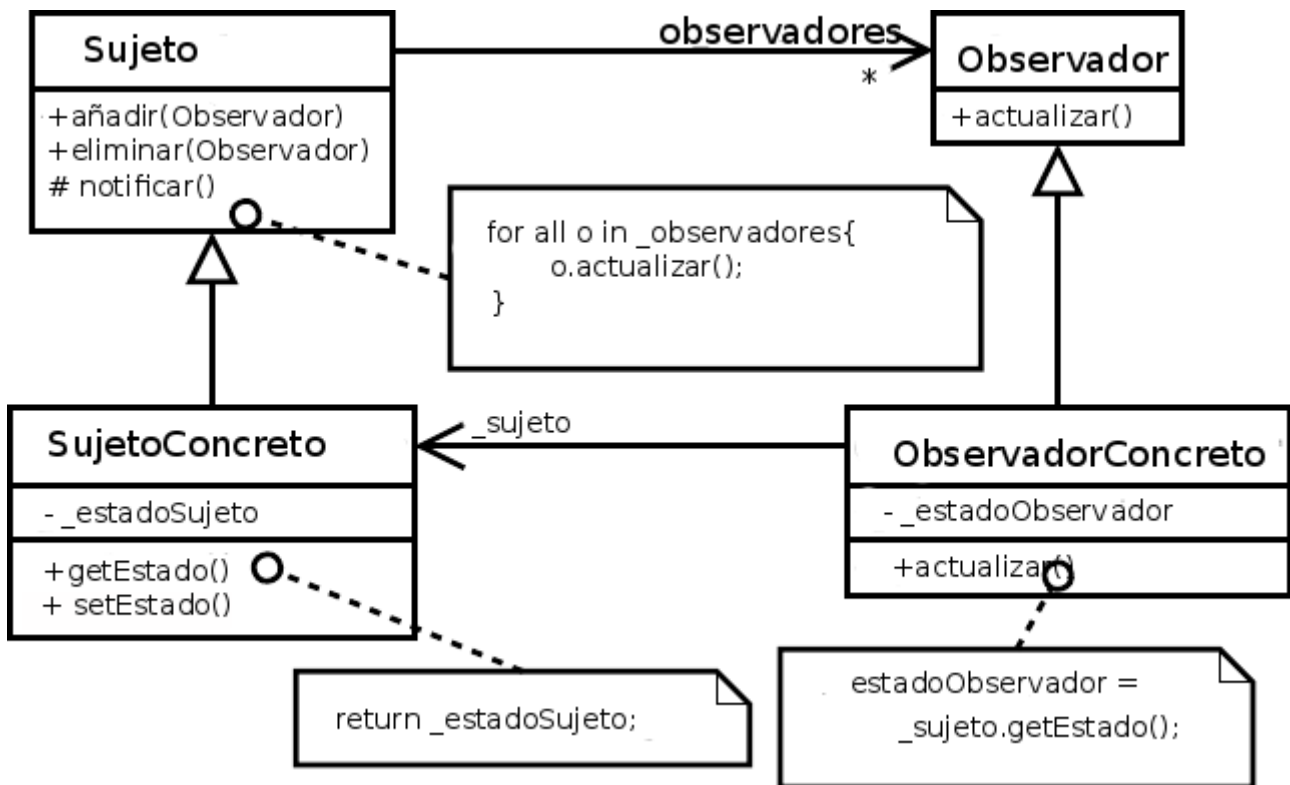 Sujeto
+añadir(Observador)
+eliminar(Observador)
# notificar()
observadores
*
Observador
+actualizar()
for all o in _observadores{
o.actualizar();
}
SujetoConcreto
- _estadoSujeto
+getEstado()
+ setEstado()
_sujeto
ObservadorConcreto
- _estadoObservador
+actualizar()
return _estadoSujeto;
estadoObservador =
_sujeto.getEstado();